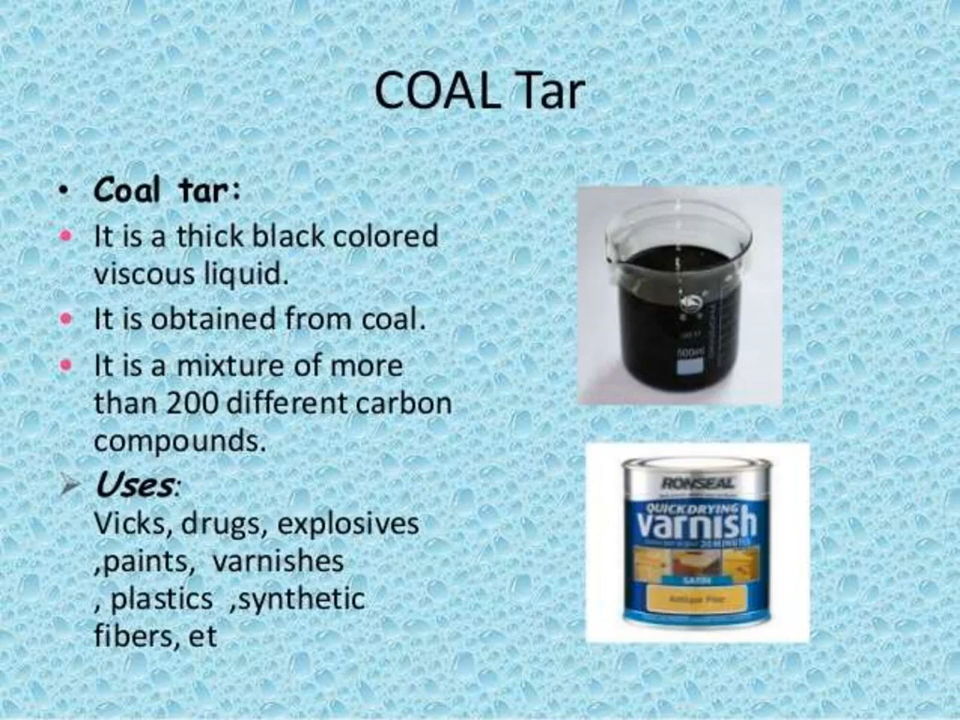 COAL Tar
• Coal tar:
• It is a thick black colored
viscous liquid.
• It is obtained from coal.
• It is a mixture of more
than 200 different carbon
compounds.
➢ Uses:
Vicks, drugs, explosives
,paints, varnishes
, plastics ,synthetic
fibers, et
RONSEAL
QUICK DRYING
varnish
SATIN
Antique Pine